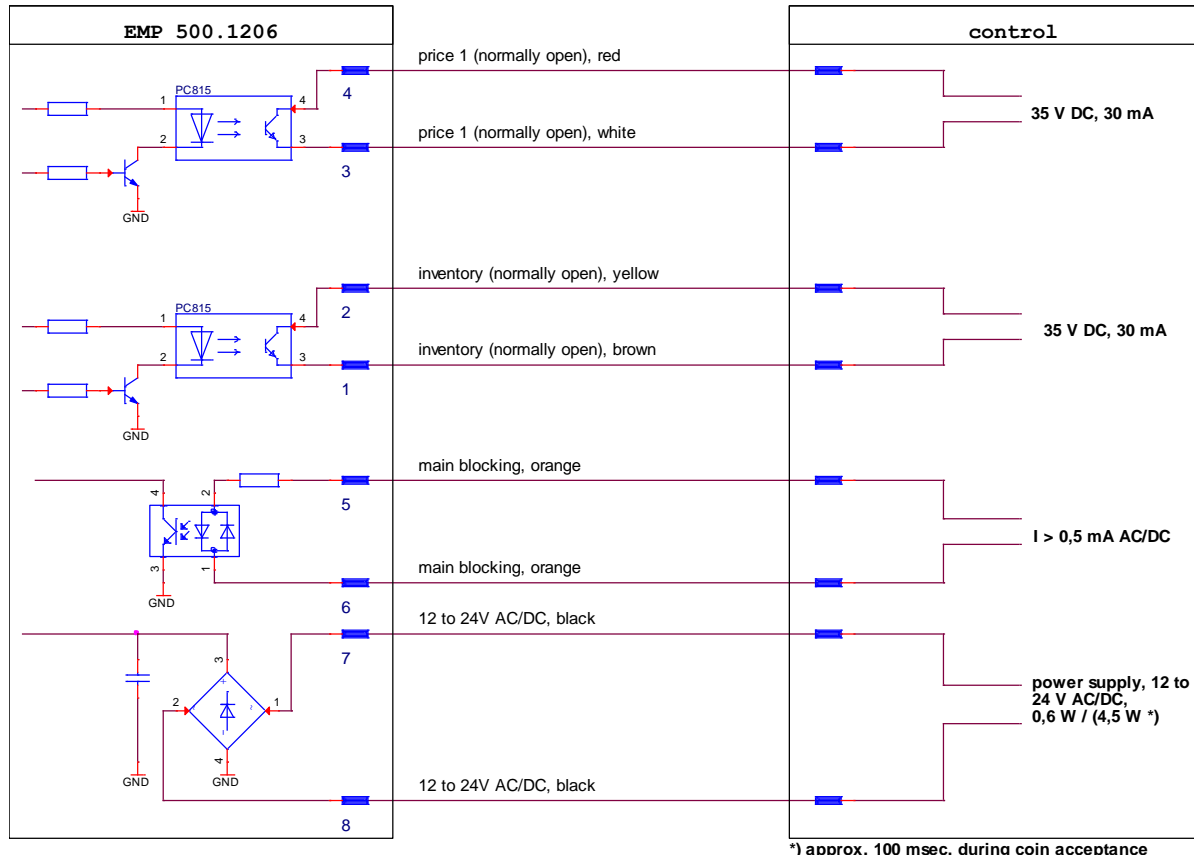 EMP 500.1206
control
price 1 (normally open), red
4
PC815
1
4
35 V DC, 30 mA
2
3
price 1 (normally open), white
3
GND
inventory (normally open), yellow
2
PC815
1
4
35 V DC, 30 mA
2
3
inventory (normally open), brown
1
GND
main blocking, orange
5
4
2
I > 0,5 mA AC/DC
3
1
main blocking, orange
6
GND
12 to 24V AC/DC, black
7
3
+
2
~
~
1
-
4
power supply, 12 to
24 V AC/DC,
0,6 W / (4,5 W *)
GND
GND
12 to 24V AC/DC, black
8
*) approx. 100 msec. during coin acceptance